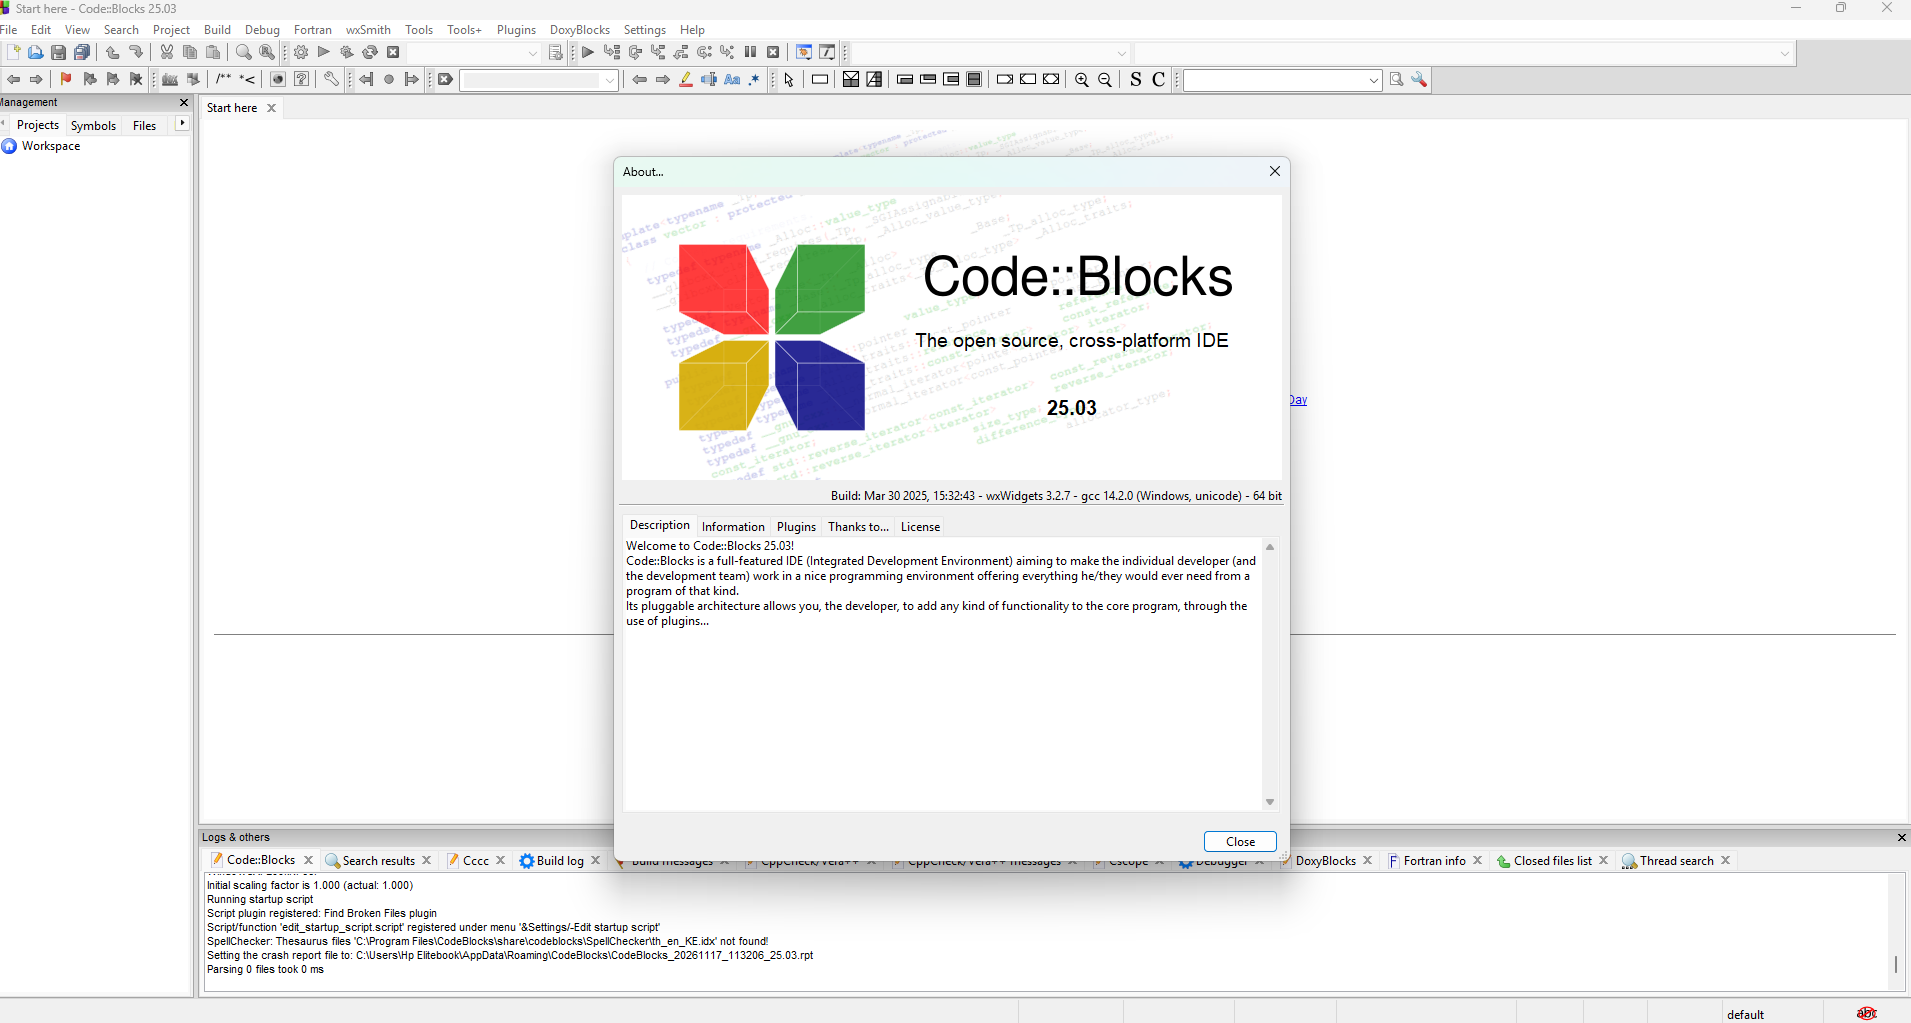 Start here - Code::Blocks 25.03
File Edit View Search Project Build Debug Fortran wxSmith Tools Tools+ Plugins DoxyBlocks Settings Help
Management
Projects Symbols Files
Workspace
Start here
About...
Code::Blocks
The open source, cross-platform IDE
25.03
Day
Build: Mar 30 2025, 15:32:43 - wxWidgets 3.2.7 - gcc 14.2.0 (Windows, unicode) - 64 bit
Description Information Plugins Thanks to... License
Welcome to Code::Blocks 25.03!
Code::Blocks is a full-featured IDE (Integrated Development Environment) aiming to make the individual developer (and
the development team) work in a nice programming environment offering everything he/they would ever need from a
program of that kind.
Its pluggable architecture allows you, the developer, to add any kind of functionality to the core program, through the
use of plugins...
Close
Logs & others
Code::Blocks Search results Cccc Build log Build messages CppCheck/Vera++ CppCheck/Vera++ messages Cscope Debugger DoxyBlocks Fortran info Closed files list Thread search
Initial scaling factor is 1.000 (actual: 1.000)
Running startup script
Script plugin registered: Find Broken Files plugin
Script/function 'edit_startup_script.script' registered under menu '&Settings/-Edit startup script'
SpellChecker: Thesaurus files 'C:\Program Files\CodeBlocks\share\codeblocks\SpellChecker\th_en_KE.idx' not found!
Setting the crash report file to: C:\Users\Hp Elitebook\AppData\Roaming\CodeBlocks\CodeBlocks_20261117_113206_25.03.rpt
Parsing 0 files took 0 ms
default
abc